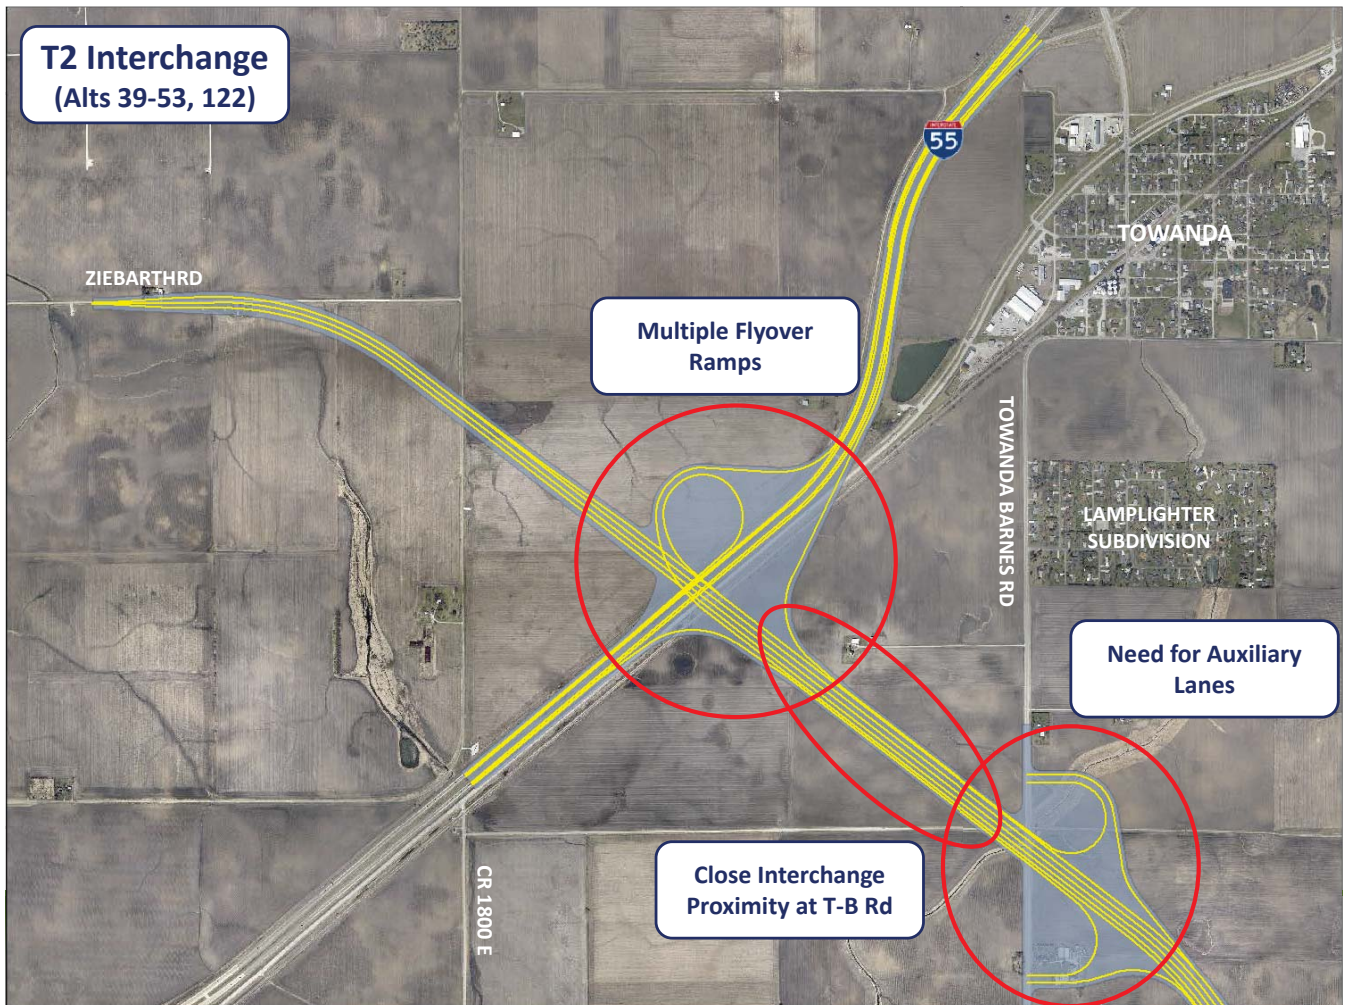 T2 Interchange
(Alts 39-53, 122)
INTERSTATE
55
TOWANDA
ZIEBARTHRD
Multiple Flyover
Ramps
TOWANDA BARNES RD
LAMPLIGHTER
SUBDIVISION
Need for Auxiliary
Lanes
Close Interchange
Proximity at T-B Rd
CR 1800 E